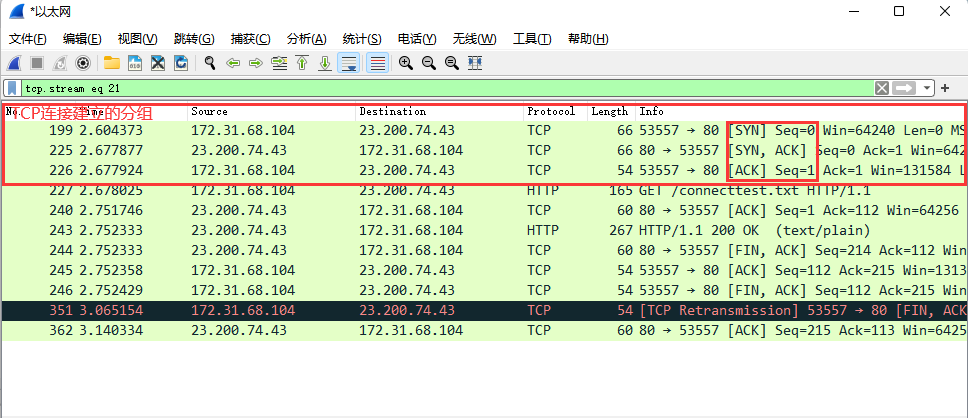 *以太网
文件(F) 编辑(E) 视图(V) 跳转(G) 捕获(C) 分析(A) 统计(S) 电话(Y) 无线(W) 工具(T) 帮助(H)
tcp.stream eq 21
TCP连接建立的分组
No. Time Source Destination Protocol Length Info
199 2.604373 172.31.68.104 23.200.74.43 TCP 66 53557 → 80 [SYN] Seq=0 Win=64240 Len=0 MS
225 2.677877 23.200.74.43 172.31.68.104 TCP 66 80 → 53557 [SYN, ACK] Seq=0 Ack=1 Win=642
226 2.677924 172.31.68.104 23.200.74.43 TCP 54 53557 → 80 [ACK] Seq=1 Ack=1 Win=131584 L
227 2.678025 172.31.68.104 23.200.74.43 HTTP 165 GET /connecttest.txt HTTP/1.1
240 2.751746 23.200.74.43 172.31.68.104 TCP 60 80 → 53557 [ACK] Seq=1 Ack=112 Win=64256
243 2.752333 23.200.74.43 172.31.68.104 HTTP 267 HTTP/1.1 200 OK (text/plain)
244 2.752333 23.200.74.43 172.31.68.104 TCP 60 80 → 53557 [FIN, ACK] Seq=214 Ack=112 Win
245 2.752358 172.31.68.104 23.200.74.43 TCP 54 53557 → 80 [ACK] Seq=112 Ack=215 Win=1313
246 2.752429 172.31.68.104 23.200.74.43 TCP 54 53557 → 80 [FIN, ACK] Seq=112 Ack=215 Win
351 3.065154 172.31.68.104 23.200.74.43 TCP 54 [TCP Retransmission] 53557 → 80 [FIN, ACK
362 3.140334 23.200.74.43 172.31.68.104 TCP 60 80 → 53557 [ACK] Seq=215 Ack=113 Win=6425